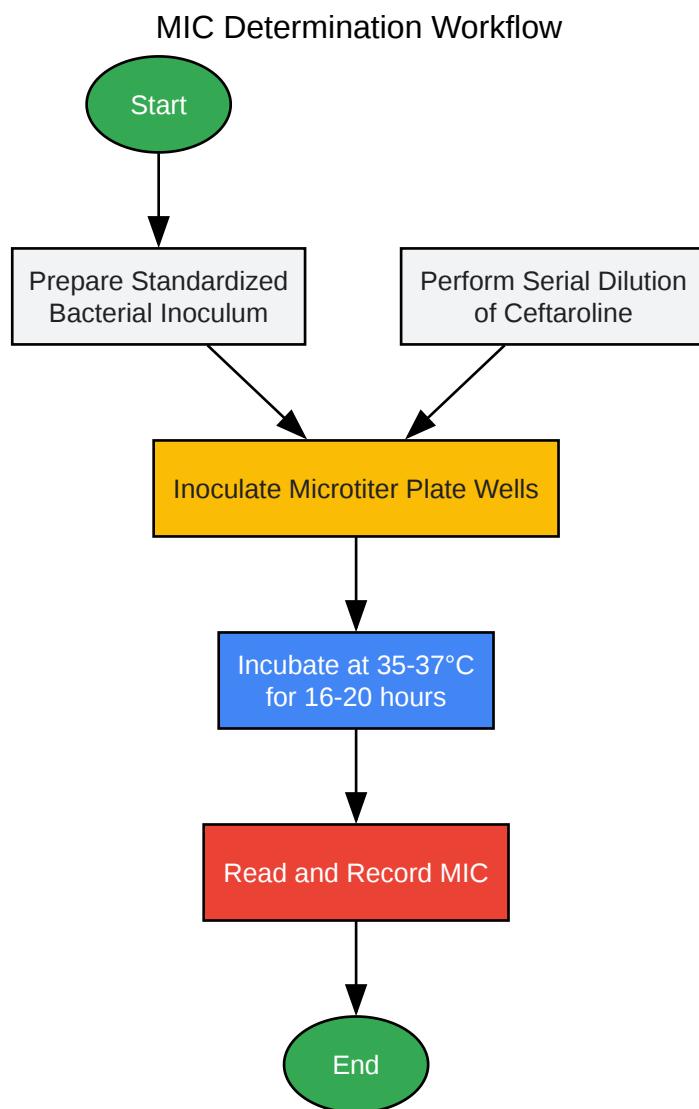 MIC Determination Workflow
Start
Prepare Standardized
Bacterial Inoculum
Perform Serial Dilution
of Ceftaroline
Inoculate Microtiter Plate Wells
Incubate at 35-37°C
for 16-20 hours
Read and Record MIC
End